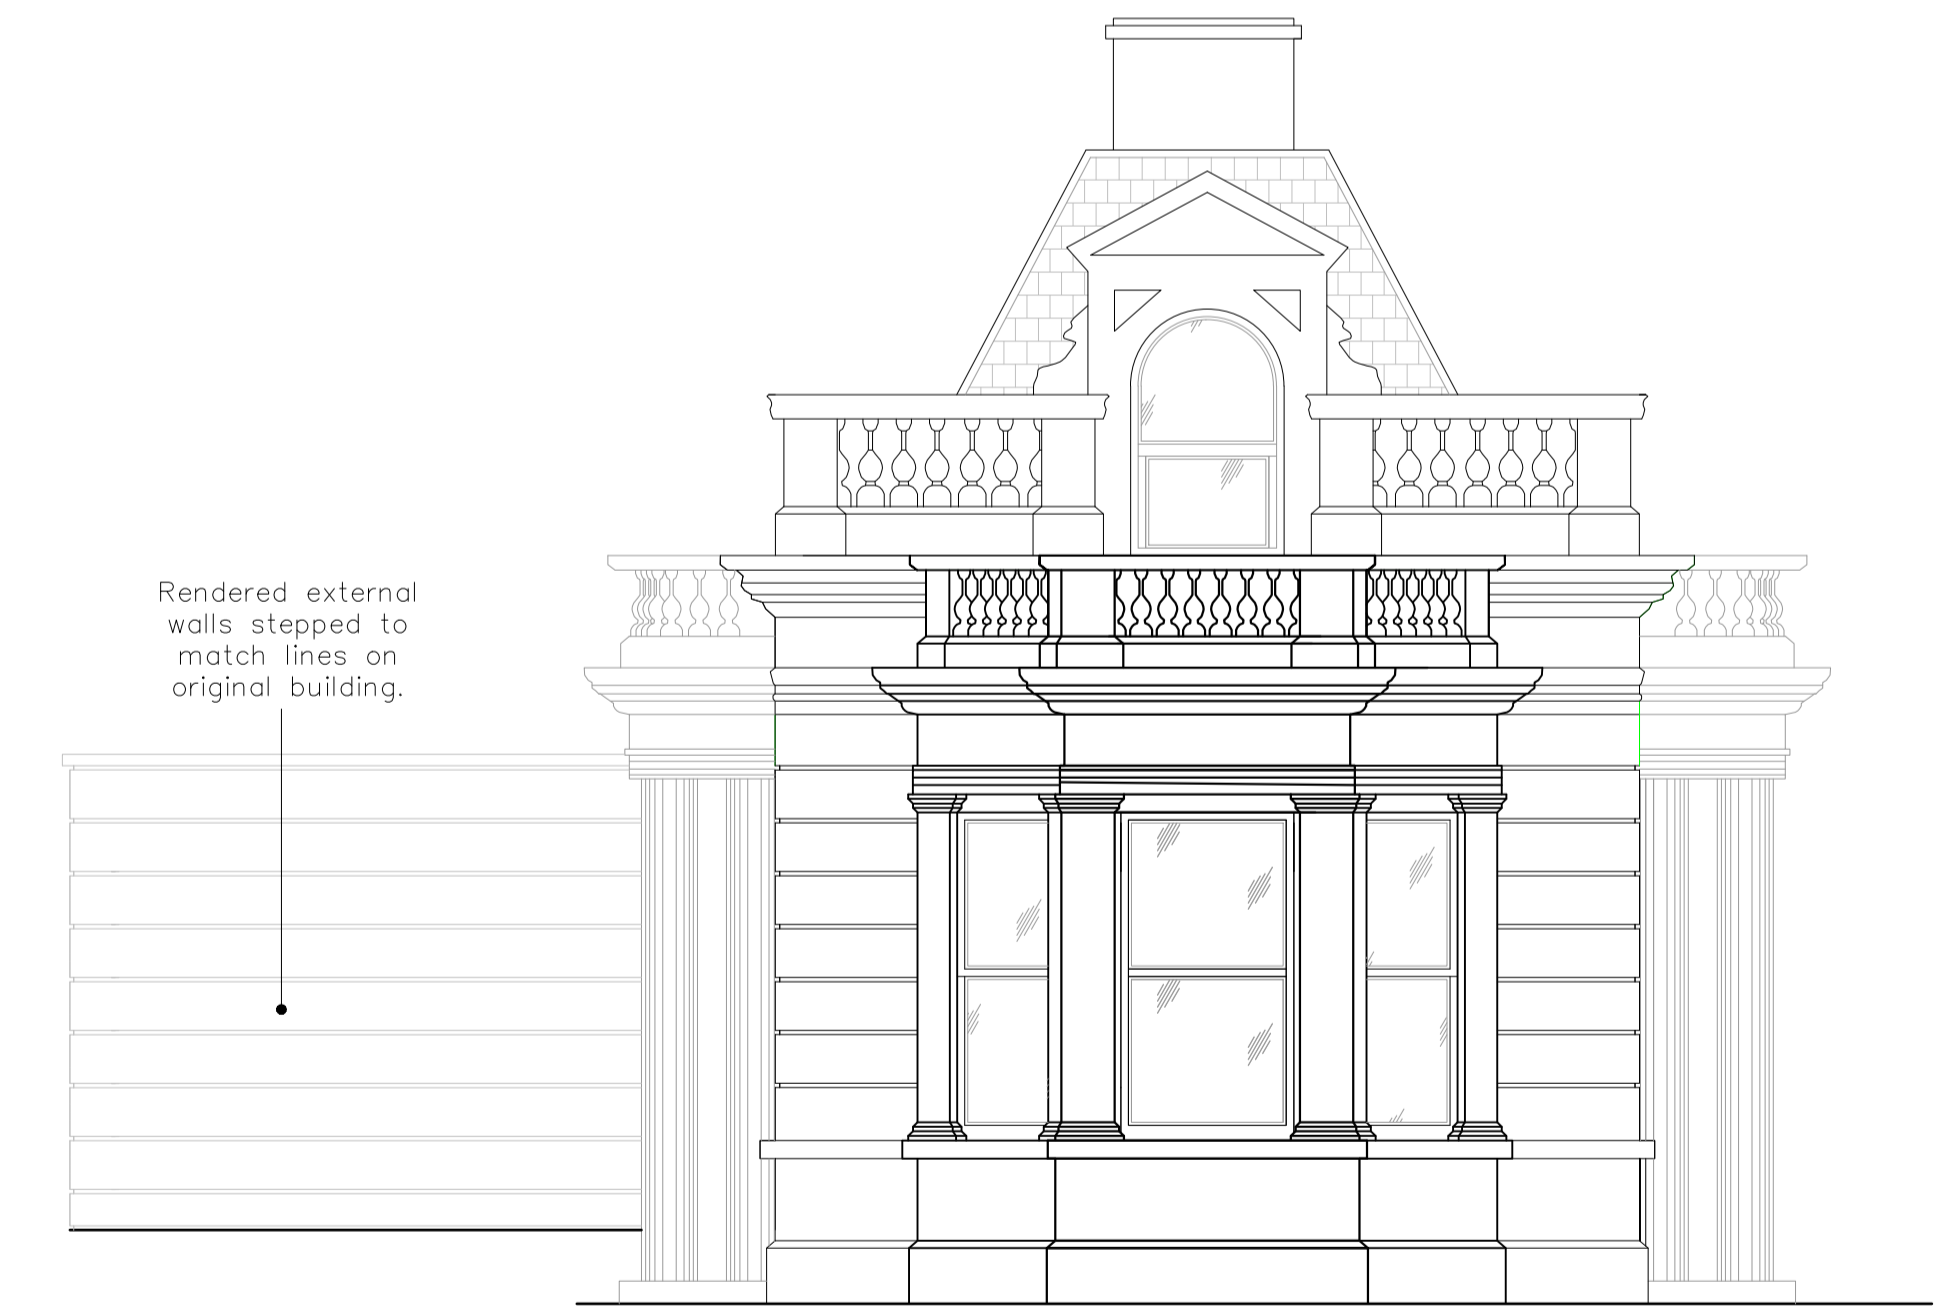 Rendered external
walls stepped to
match lines on
original building.